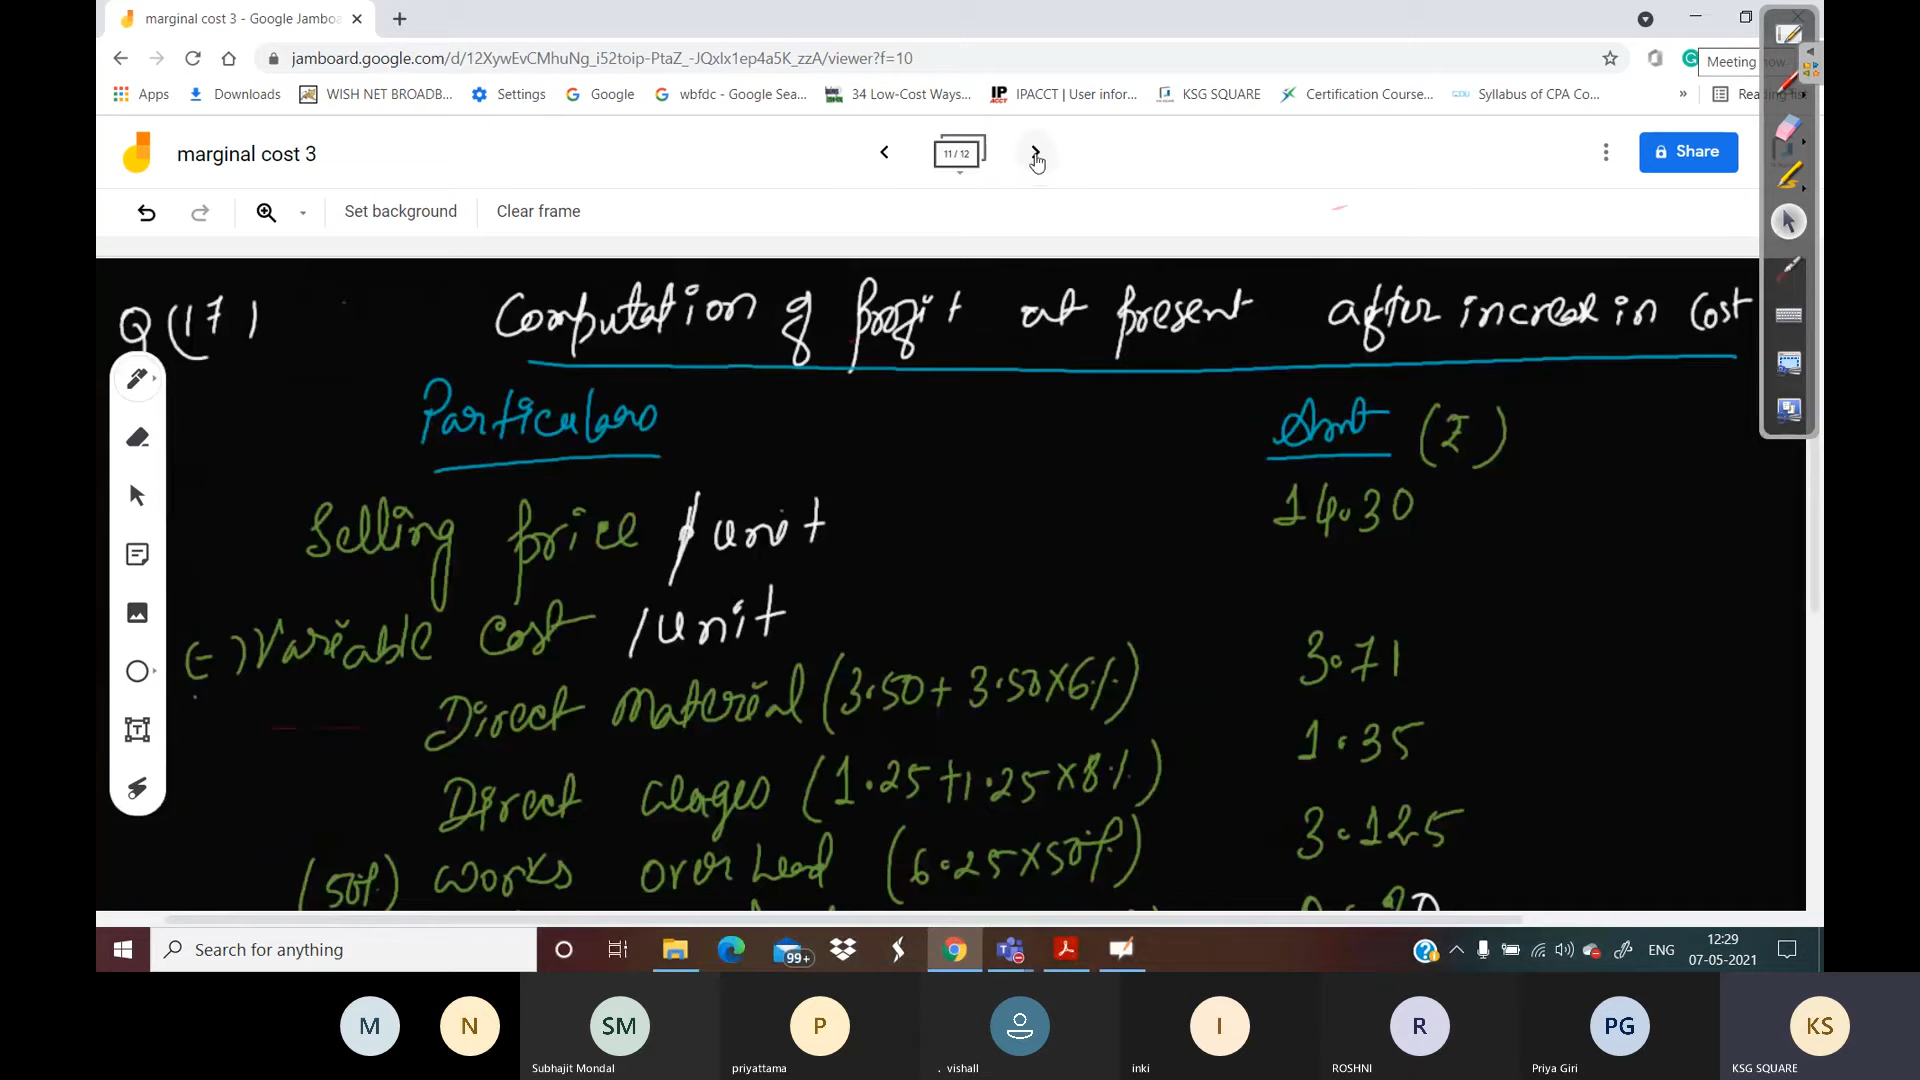 marginal cost 3 - Google Jambo
jamboard.google.com/d/12XywEvCMhuNg_i52toip-PtaZ_-JQxlx1ep4a5K_zzA/viewer?f=10
Meeting now
Apps Downloads WISH NET BROADB... Settings Google wbfdc - Google Sea... 34 Low-Cost Ways... IPACCT | User infor... KSG SQUARE Certification Course... Syllabus of CPA Co... » Reading list
marginal cost 3
11 / 12
Share
Set background Clear frame
Q(17) Computation of profit at present after increase in Cost
Particulars Amt (₹)
Selling price / unit 14.30
(-) Variable cost / unit
Direct Material (3.50 + 3.50 x 6%) 3.71
Direct wages (1.25 + 1.25 x 8%) 1.35
(50%) works over head (6.25 x 50%) 3.125
Search for anything
99+
ENG
12:29
07-05-2021
M N SM P I R PG KS
Subhajit Mondal priyattama . vishall inki ROSHNI Priya Giri KSG SQUARE